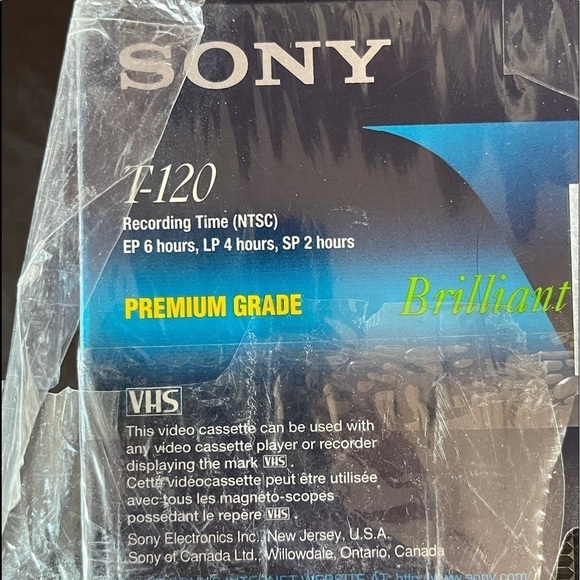 SONY
T-120
Recording Time (NTSC)
EP 6 hours, LP 4 hours, SP 2 hours
PREMIUM GRADE
Brilliant
VHS
This video cassette can be used with
any video cassette player or recorder
displaying the mark VHS.
Cette vidéocassette peut être utilisée
avec tous les magnéto-scopes
possédant le repère VHS.
Sony Electronics Inc., New Jersey, U.S.A.
Sony of Canada Ltd., Willowdale, Ontario, Canada
INTERNET WEBSITE AT: